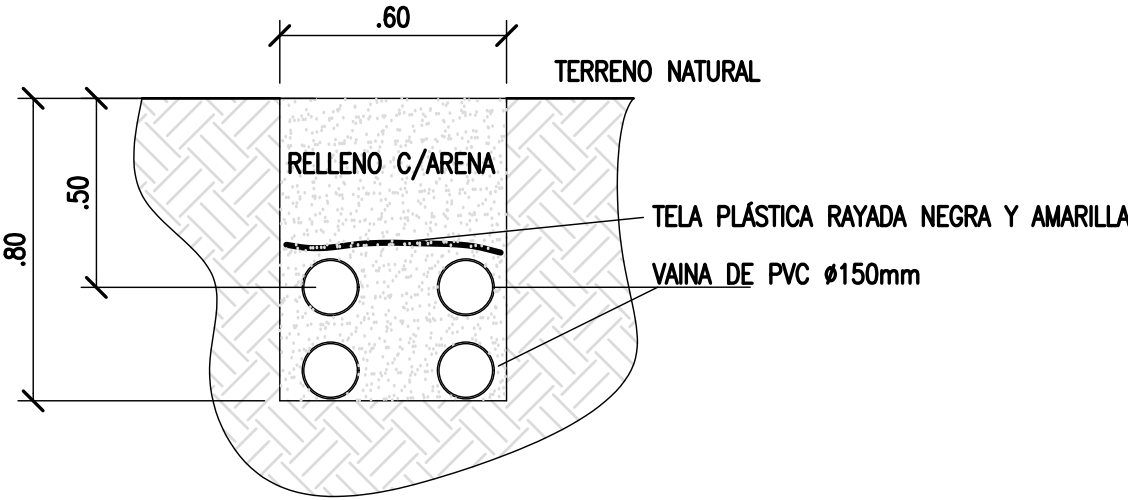 .60
TERRENO NATURAL
RELLENO C/ARENA
.50
.80
TELA PLÁSTICA RAYADA NEGRA Y AMARILLA
VAINA DE PVC ø150mm